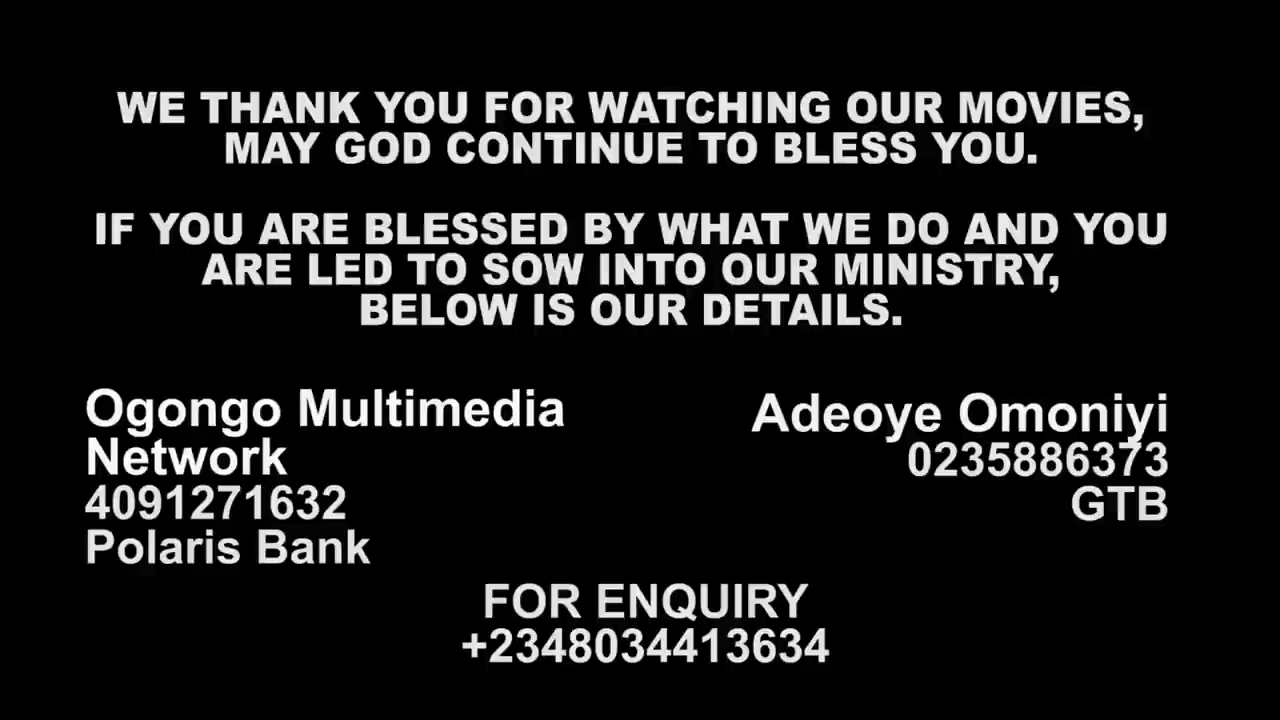 WE THANK YOU FOR WATCHING OUR MOVIES,
MAY GOD CONTINUE TO BLESS YOU.
IF YOU ARE BLESSED BY WHAT WE DO AND YOU
ARE LED TO SOW INTO OUR MINISTRY,
BELOW IS OUR DETAILS.
Ogongo Multimedia
Network
4091271632
Polaris Bank
Adeoye Omoniyi
0235886373
GTB
FOR ENQUIRY
+2348034413634